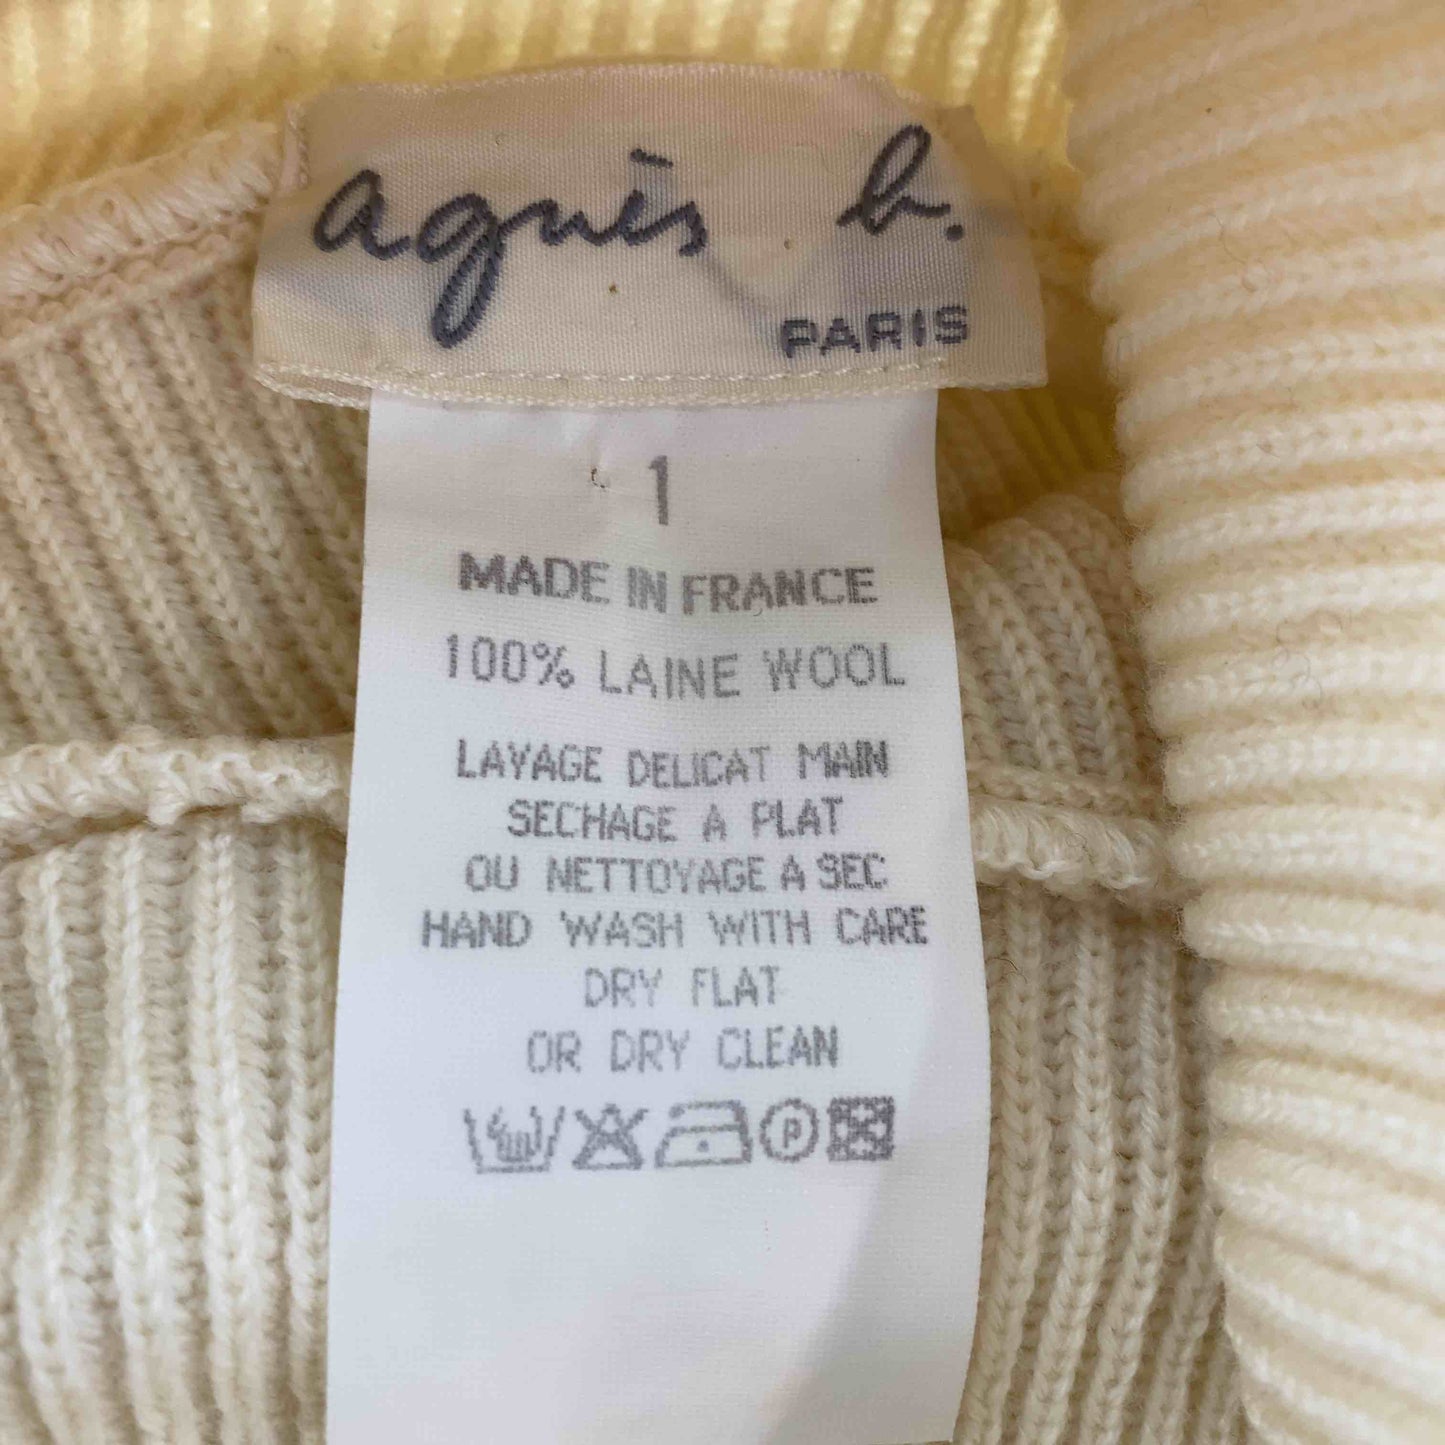 agnès b.
PARIS
1
MADE IN FRANCE
100% LAINE WOOL
LAVAGE DELICAT MAIN
SECHAGE A PLAT
OU NETTOYAGE A SEC
HAND WASH WITH CARE
DRY FLAT
OR DRY CLEAN
P